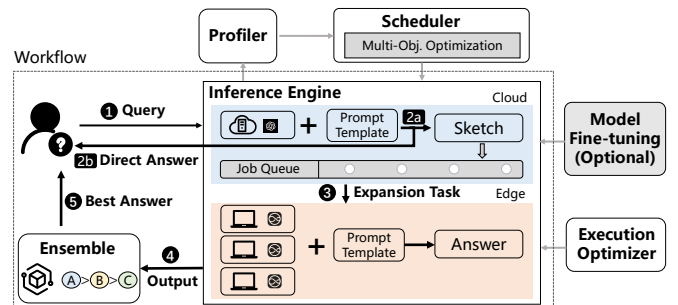 Scheduler
Multi-Obj. Optimization
Profiler
Workflow
Inference Engine
Cloud
1 Query
Prompt
Template
2a
Sketch
2b Direct Answer
Job Queue
3 Expansion Task
Edge
5 Best Answer
Ensemble
A>B>C
4
Output
Prompt
Template
Answer
Model
Fine-tuning
(Optional)
Execution
Optimizer